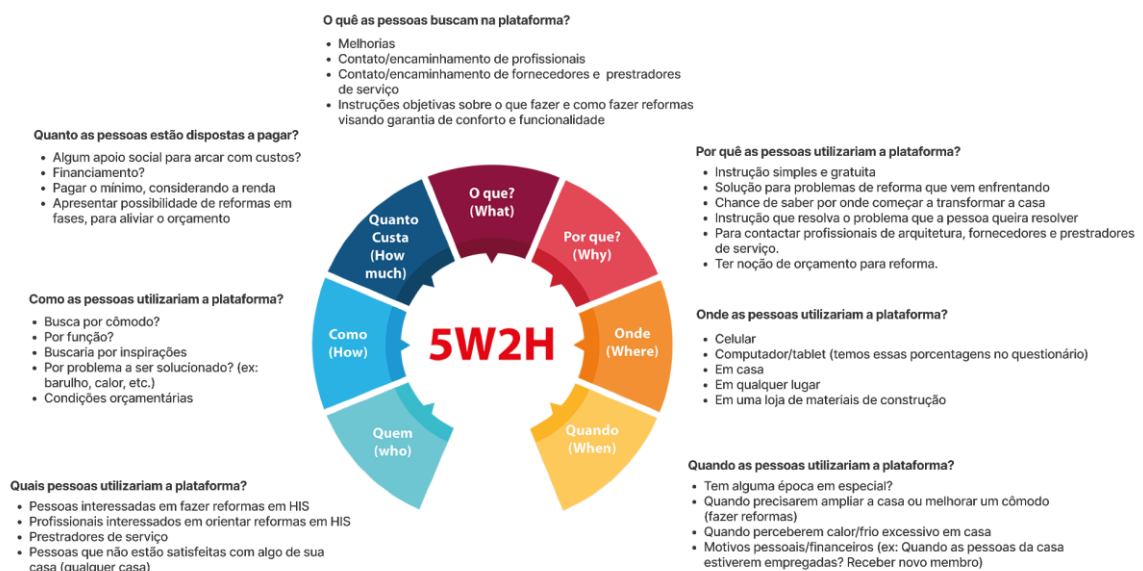 O quê as pessoas buscam na plataforma?
• Melhorias
• Contato/encaminhamento de profissionais
• Contato/encaminhamento de fornecedores e prestradores
de serviço
• Instruções objetivas sobre o que fazer e como fazer reformas
visando garantia de conforto e funcionalidade
Quanto as pessoas estão dispostas a pagar?
• Algum apoio social para arcar com custos?
• Financiamento?
• Pagar o mínimo, considerando a renda
• Apresentar possibilidade de reformas em
fases, para aliviar o orçamento
Por quê as pessoas utilizariam a plataforma?
• Instrução simples e gratuita
• Solução para problemas de reforma que vem enfrentando
• Chance de saber por onde começar a transformar a casa
• Instrução que resolva o problema que a pessoa queira resolver
• Para contactar profissionais de arquitetura, fornecedores e prestradores
de serviço.
• Ter noção de orçamento para reforma.
Como as pessoas utilizariam a plataforma?
• Busca por cômodo?
• Por função?
• Buscaria por inspirações
• Por problema a ser solucionado? (ex:
barulho, calor, etc.)
• Condições orçamentárias
Onde as pessoas utilizariam a plataforma?
• Celular
• Computador/tablet (temos essas porcentagens no questionário)
• Em casa
• Em qualquer lugar
• Em uma loja de materiais de construção
Quais pessoas utilizariam a plataforma?
• Pessoas interessadas em fazer reformas em HIS
• Profissionais interessados em orientar reformas em HIS
• Prestradores de serviço
• Pessoas que não estão satisfeitas com algo de sua
casa (qualquer casa)
Quando as pessoas utilizariam a plataforma?
• Tem alguma época em especial?
• Quando precisarem ampliar a casa ou melhorar um cômodo
(fazer reformas)
• Quando perceberem calor/frio excessivo em casa
• Motivos pessoais/financeiros (ex: Quando as pessoas da casa
estiverem empregadas? Receber novo membro)
O que?
(What)
Por que?
(Why)
Onde
(Where)
Quando
(When)
Quem
(who)
Como
(How)
Quanto
Custa
(How
much)
5W2H